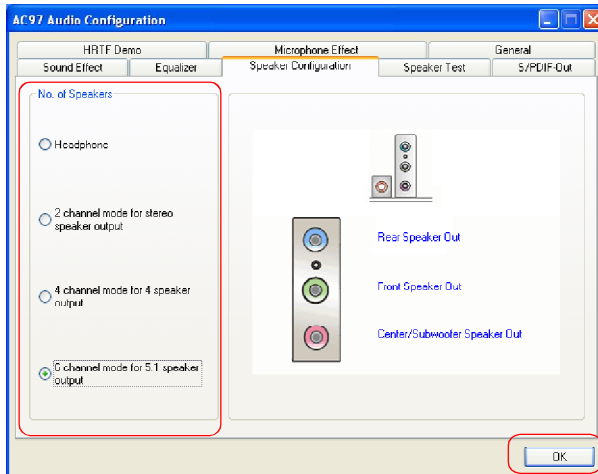 AC97 Audio Configuration
HRTF Demo
Microphone Effect
General
Sound Effect
Equalizer
Speaker Configuration
Speaker Test
S/PDIF-Out
No. of Speakers
Headphone
2 channel mode for stereo
speaker output
4 channel mode for 4 speaker
output
6 channel mode for 5.1 speaker
output
Rear Speaker Out
Front Speaker Out
Center/Subwoofer Speaker Out
OK